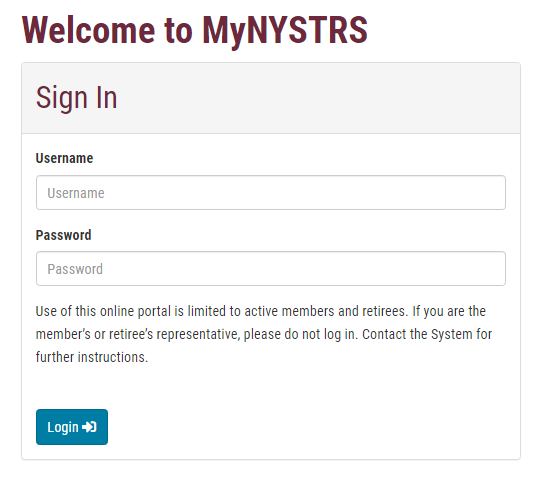 Welcome to MyNYSTRS
Sign In
Username
Username
Password
Password
Use of this online portal is limited to active members and retirees. If you are the
member’s or retiree’s representative, please do not log in. Contact the System for
further instructions.
Login